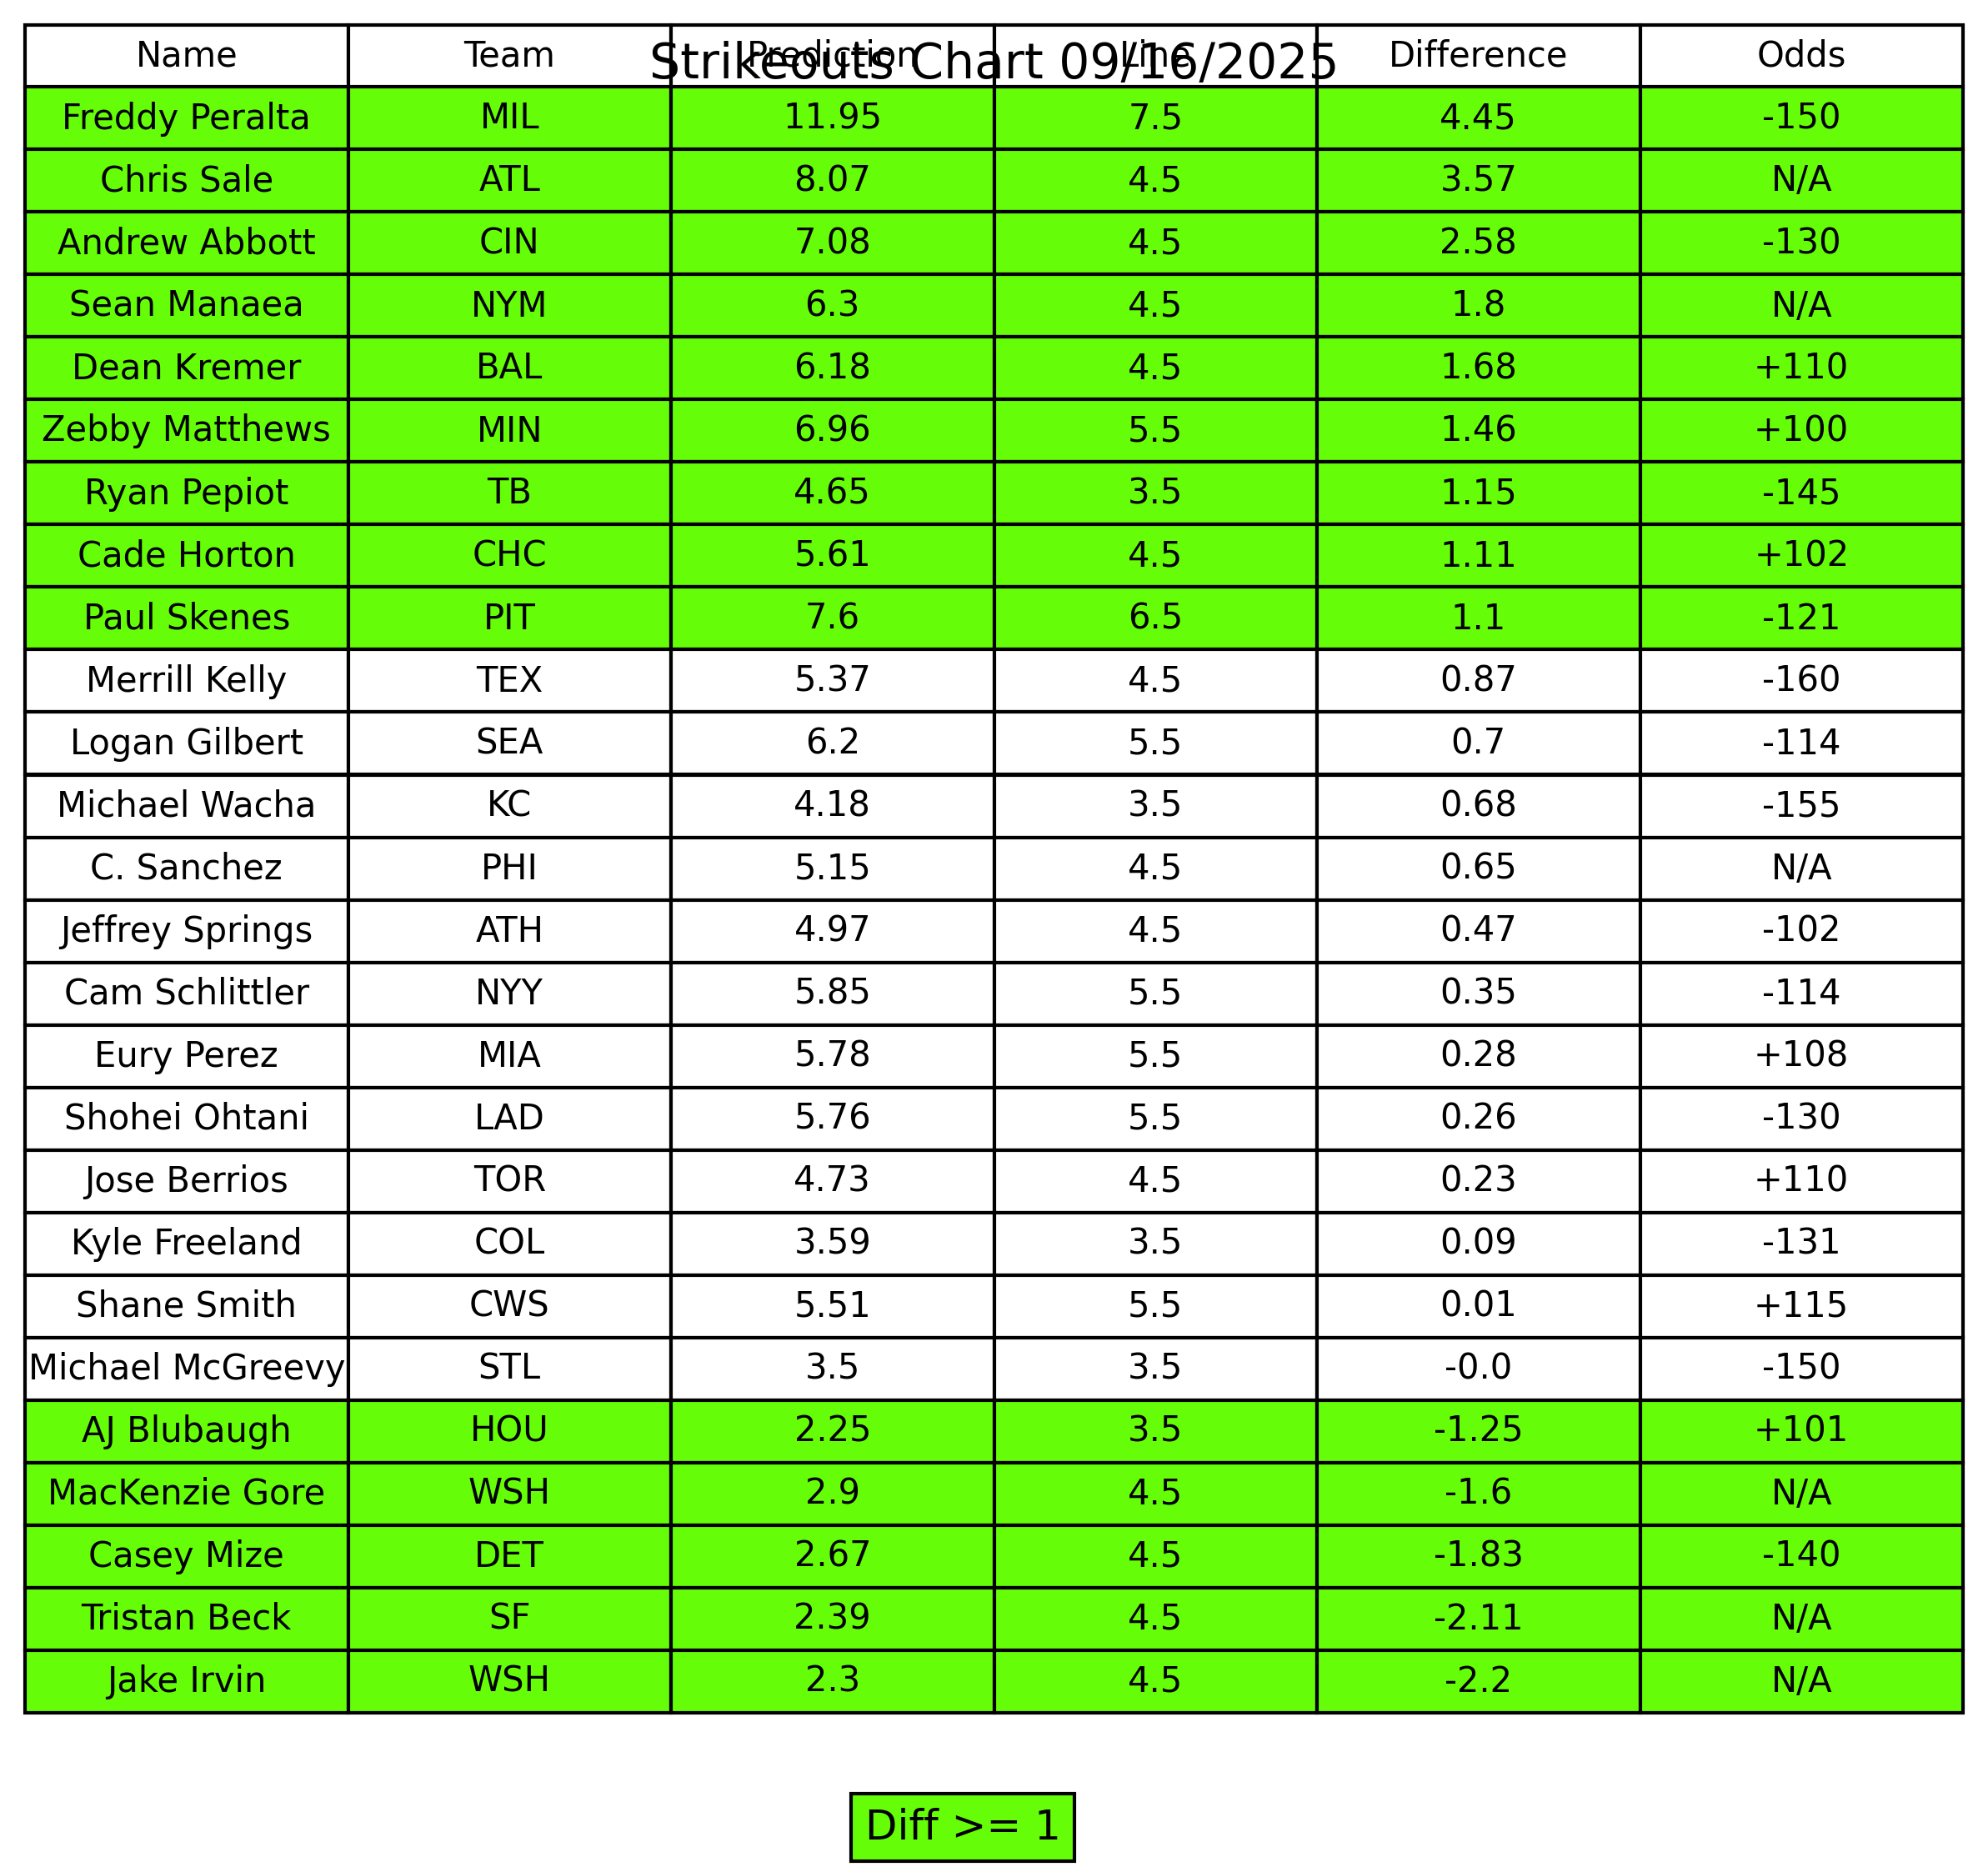 Strikeouts Chart 09/16/2025
Name Team Prediction Line Difference Odds
Freddy Peralta MIL 11.95 7.5 4.45 -150
Chris Sale ATL 8.07 4.5 3.57 N/A
Andrew Abbott CIN 7.08 4.5 2.58 -130
Sean Manaea NYM 6.3 4.5 1.8 N/A
Dean Kremer BAL 6.18 4.5 1.68 +110
Zebby Matthews MIN 6.96 5.5 1.46 +100
Ryan Pepiot TB 4.65 3.5 1.15 -145
Cade Horton CHC 5.61 4.5 1.11 +102
Paul Skenes PIT 7.6 6.5 1.1 -121
Merrill Kelly TEX 5.37 4.5 0.87 -160
Logan Gilbert SEA 6.2 5.5 0.7 -114
Michael Wacha KC 4.18 3.5 0.68 -155
C. Sanchez PHI 5.15 4.5 0.65 N/A
Jeffrey Springs ATH 4.97 4.5 0.47 -102
Cam Schlittler NYY 5.85 5.5 0.35 -114
Eury Perez MIA 5.78 5.5 0.28 +108
Shohei Ohtani LAD 5.76 5.5 0.26 -130
Jose Berrios TOR 4.73 4.5 0.23 +110
Kyle Freeland COL 3.59 3.5 0.09 -131
Shane Smith CWS 5.51 5.5 0.01 +115
Michael McGreevy STL 3.5 3.5 -0.0 -150
AJ Blubaugh HOU 2.25 3.5 -1.25 +101
MacKenzie Gore WSH 2.9 4.5 -1.6 N/A
Casey Mize DET 2.67 4.5 -1.83 -140
Tristan Beck SF 2.39 4.5 -2.11 N/A
Jake Irvin WSH 2.3 4.5 -2.2 N/A
Diff >= 1